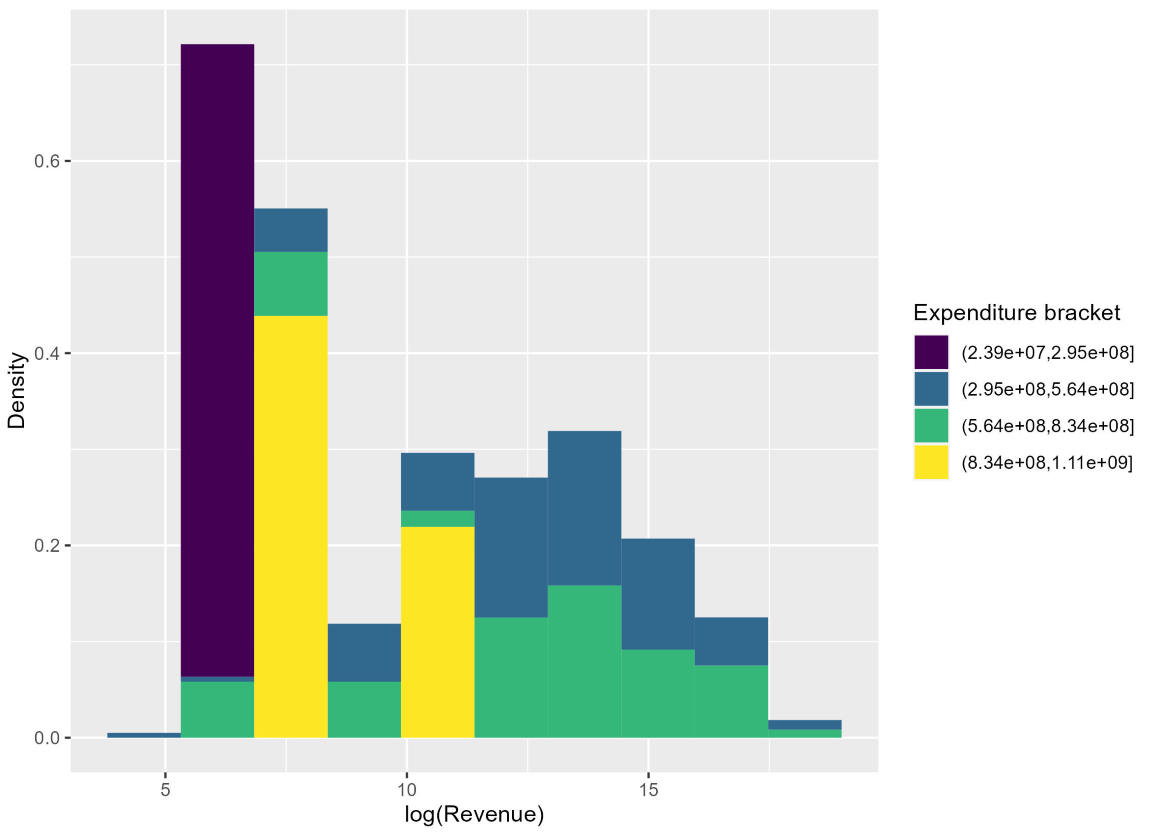 0.6
0.4
0.2
0.0
Density
5
10
15
log(Revenue)
Expenditure bracket
(2.39e+07,2.95e+08]
(2.95e+08,5.64e+08]
(5.64e+08,8.34e+08]
(8.34e+08,1.11e+09]